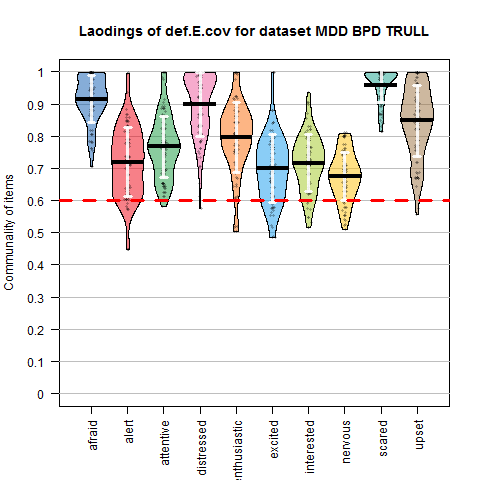 Laodings of def.E.cov for dataset MDD BPD TRULL
Communality of items
1
0.9
0.8
0.7
0.6
0.5
0.4
0.3
0.2
0.1
0
afraid
alert
attentive
distressed
nthusiastic
excited
interested
nervous
scared
upset